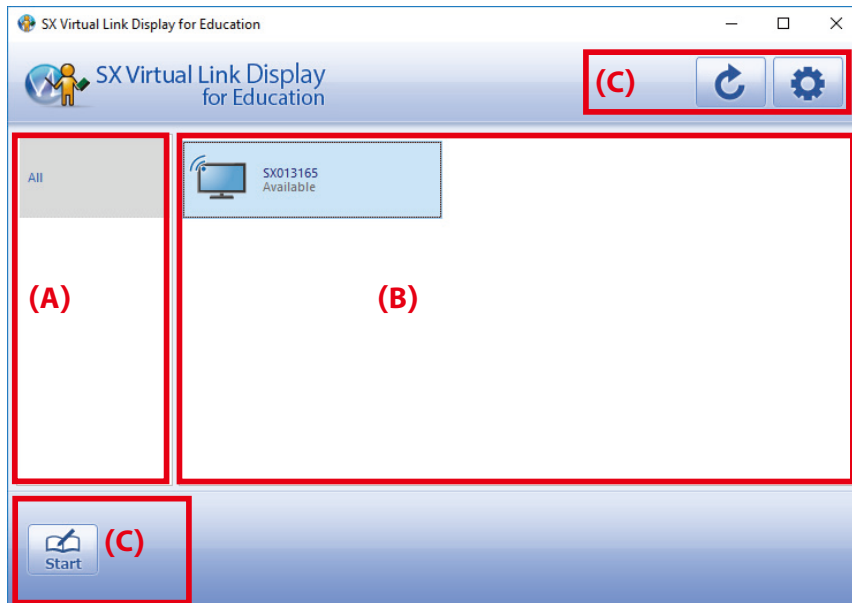 SX Virtual Link Display for Education
SX Virtual Link Display
for Education
(C)
All
SX013165
Available
(A)
(B)
Start
(C)